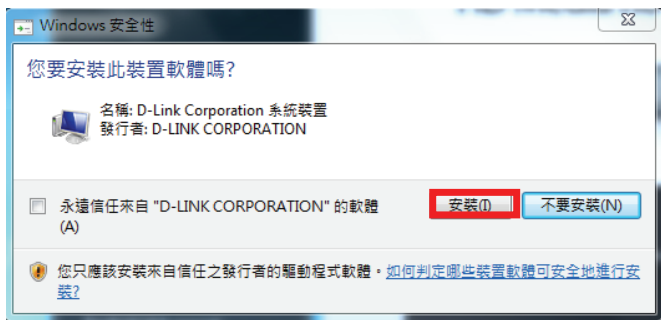 Windows 安全性
您要安裝此裝置軟體嗎?
名稱: D-Link Corporation 系統裝置
發行者: D-LINK CORPORATION
永遠信任來自 "D-LINK CORPORATION" 的軟體
(A)
安裝(I)
不要安裝(N)
您只應該安裝來自信任之發行者的驅動程式軟體。如何判定哪些裝置軟體可安全地進行安
裝?